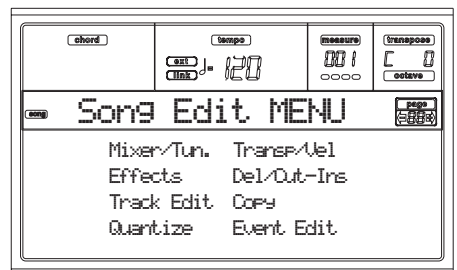 chord tempo measure transpose
ext link ♩= 120 001 C 0
octave
song Song Edit MENU page
Mixer/Tun. Transp/Vel
Effects Del/Cut-Ins
Track Edit Copy
Quantize Event Edit